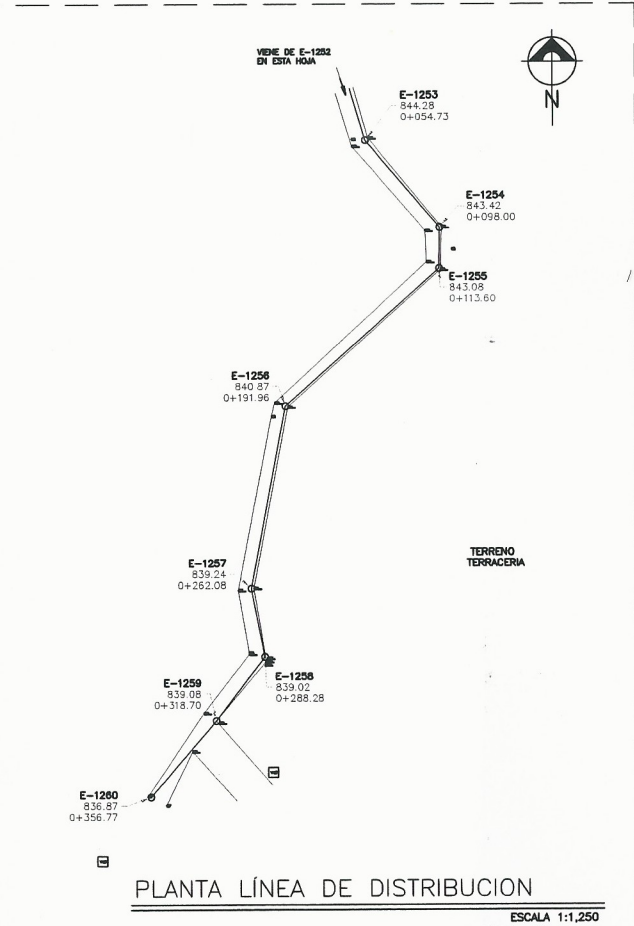 VIENE DE E-1252
EN ESTA HOJA
N
E-1253
844.28
0+054.73
E-1254
843.42
0+098.00
E-1255
843.08
0+113.60
E-1256
840.87
0+191.96
E-1257
839.24
0+262.08
TERRENO
TERRACERIA
E-1258
839.02
0+288.28
E-1259
839.08
0+318.70
E-1260
836.87
0+356.77
PLANTA LÍNEA DE DISTRIBUCION
ESCALA 1:1,250